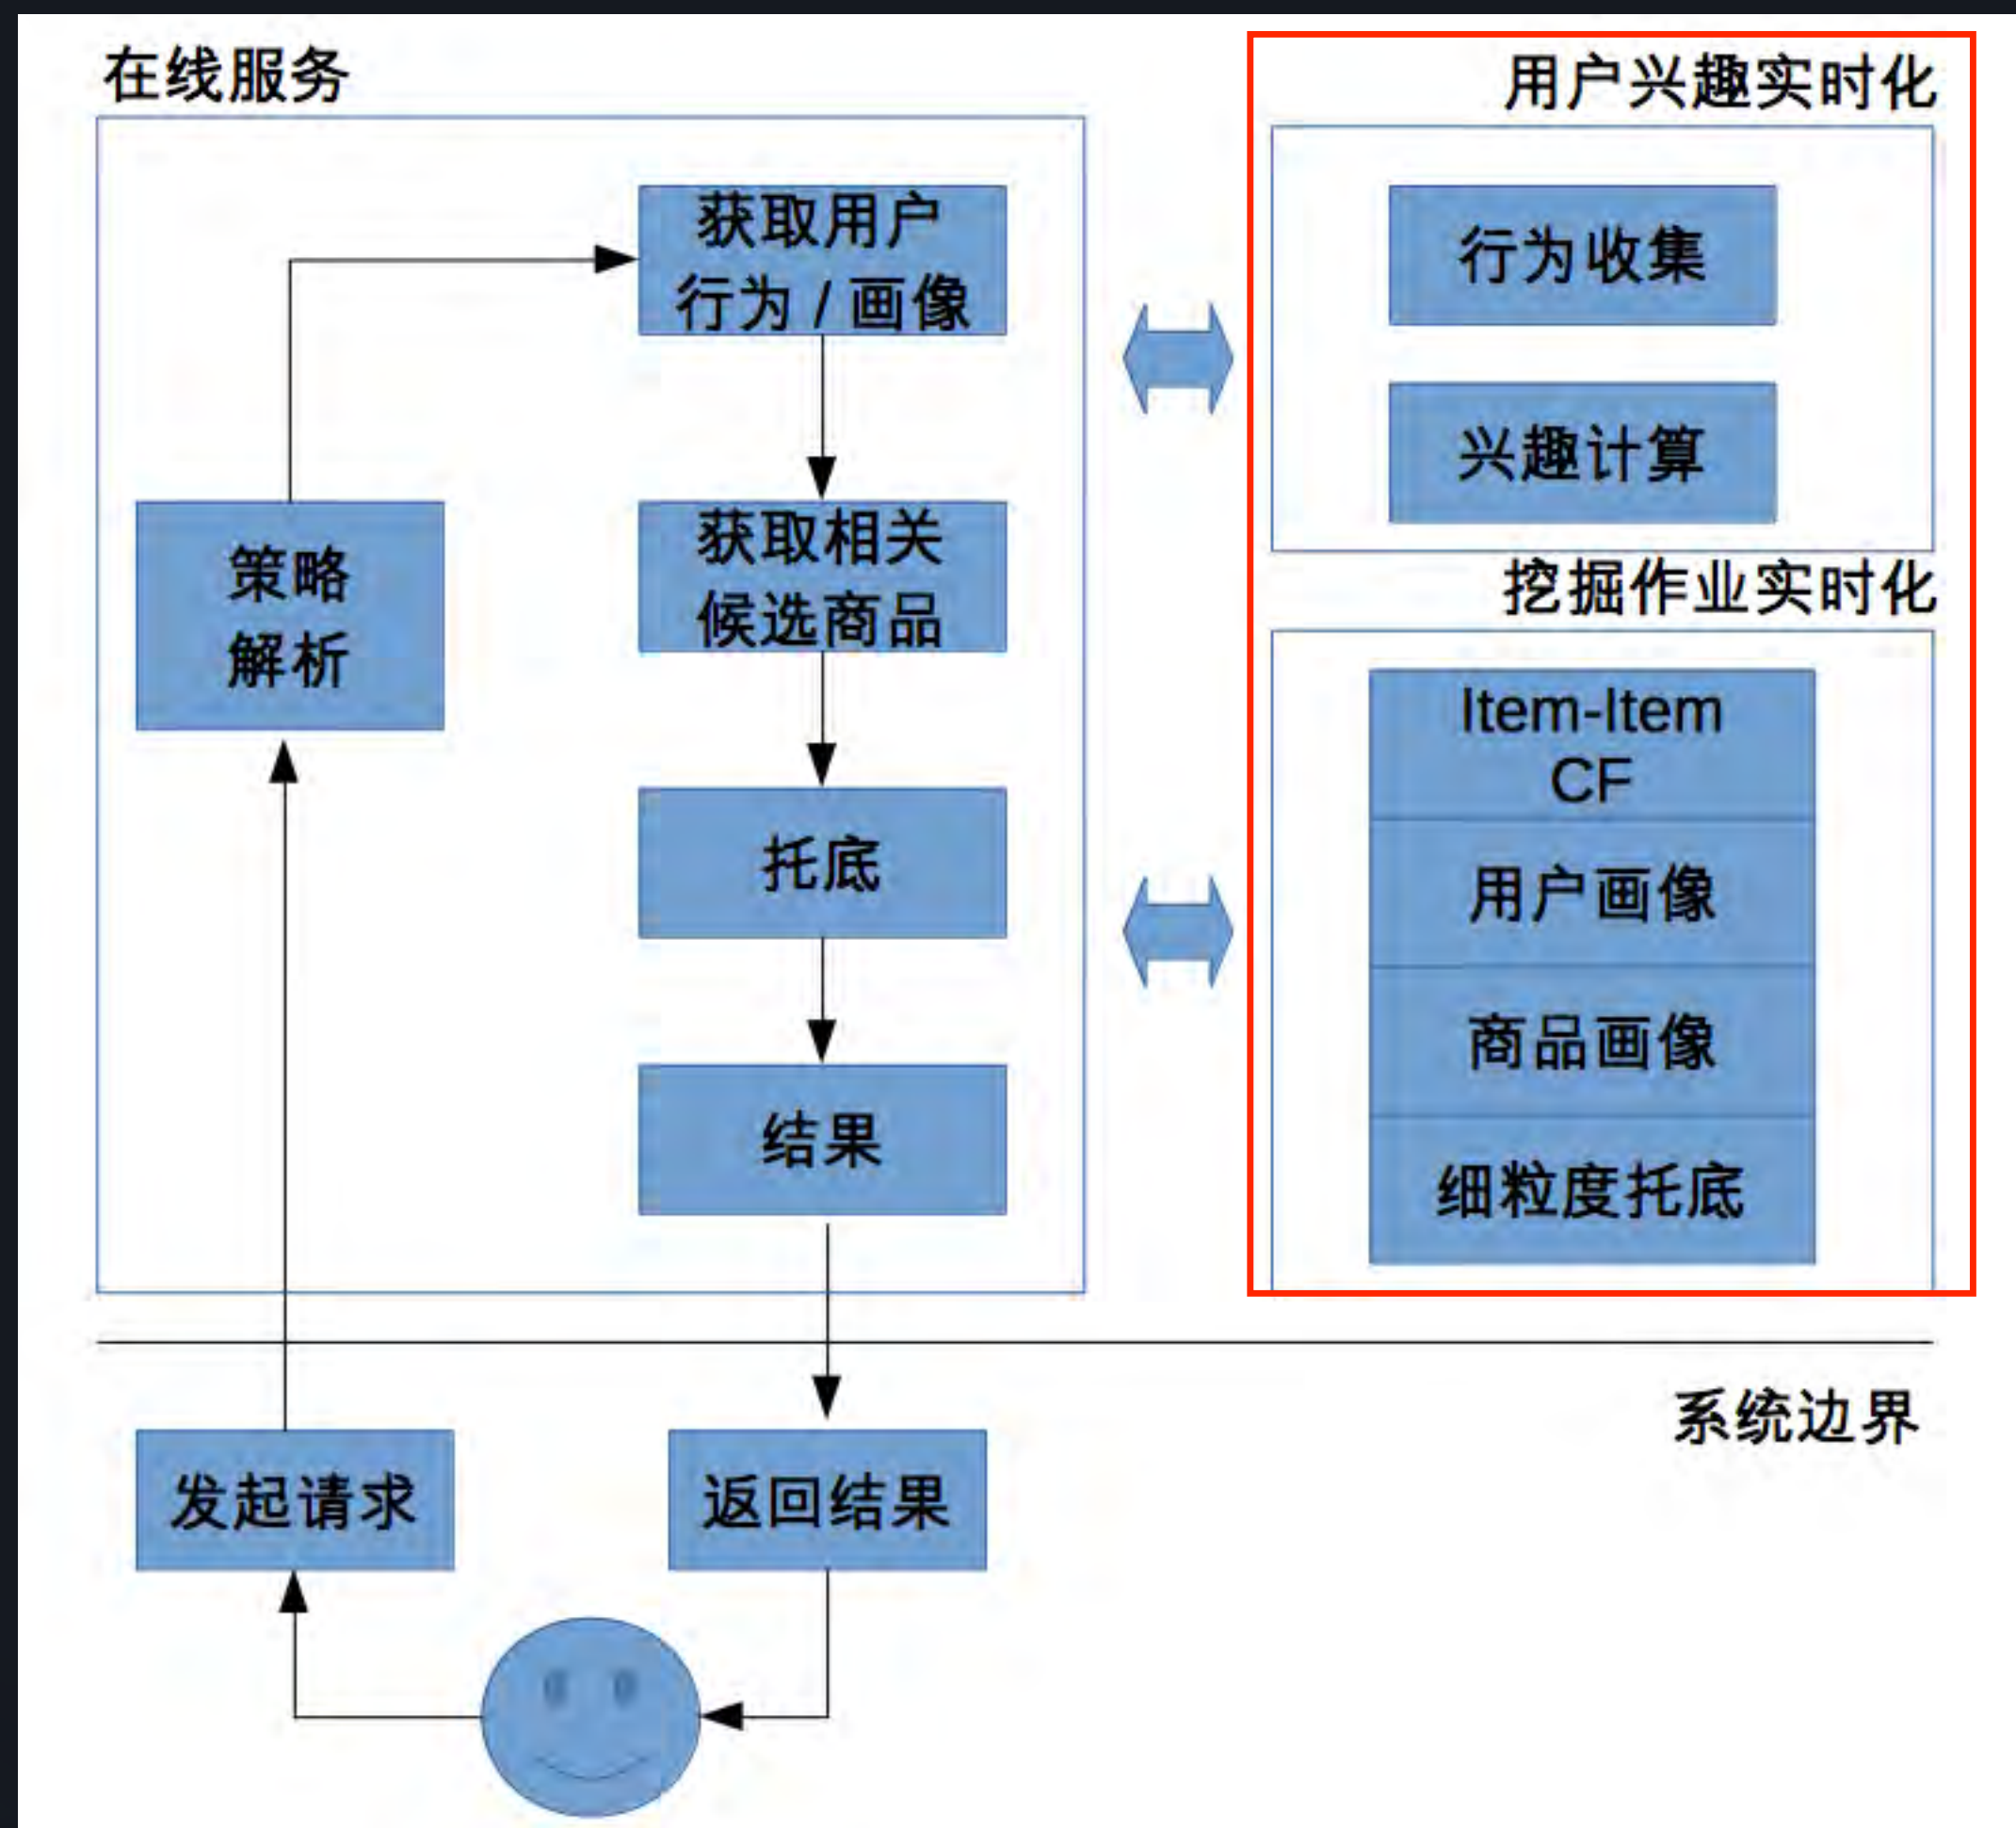 在线服务
获取用户
行为 / 画像
策略
解析
获取相关
候选商品
托底
结果
用户兴趣实时化
行为收集
兴趣计算
挖掘作业实时化
Item-Item
CF
用户画像
商品画像
细粒度托底
系统边界
发起请求
返回结果